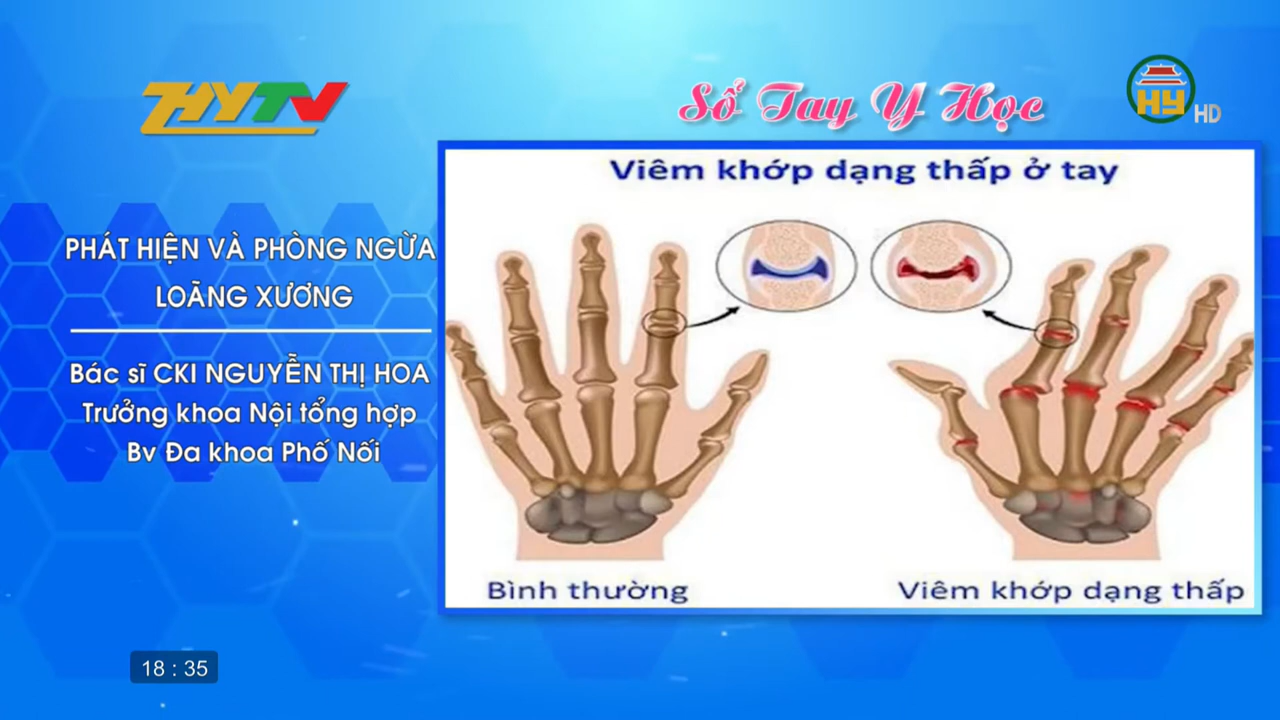 HYTV
Sổ Tay Y Học
HY HD
PHÁT HIỆN VÀ PHÒNG NGỪA
LOÃNG XƯƠNG
Bác sĩ CKI NGUYỄN THỊ HOA
Trưởng khoa Nội tổng hợp
Bv Đa khoa Phố Nối
Viêm khớp dạng thấp ở tay
Bình thường
Viêm khớp dạng thấp
18 : 35